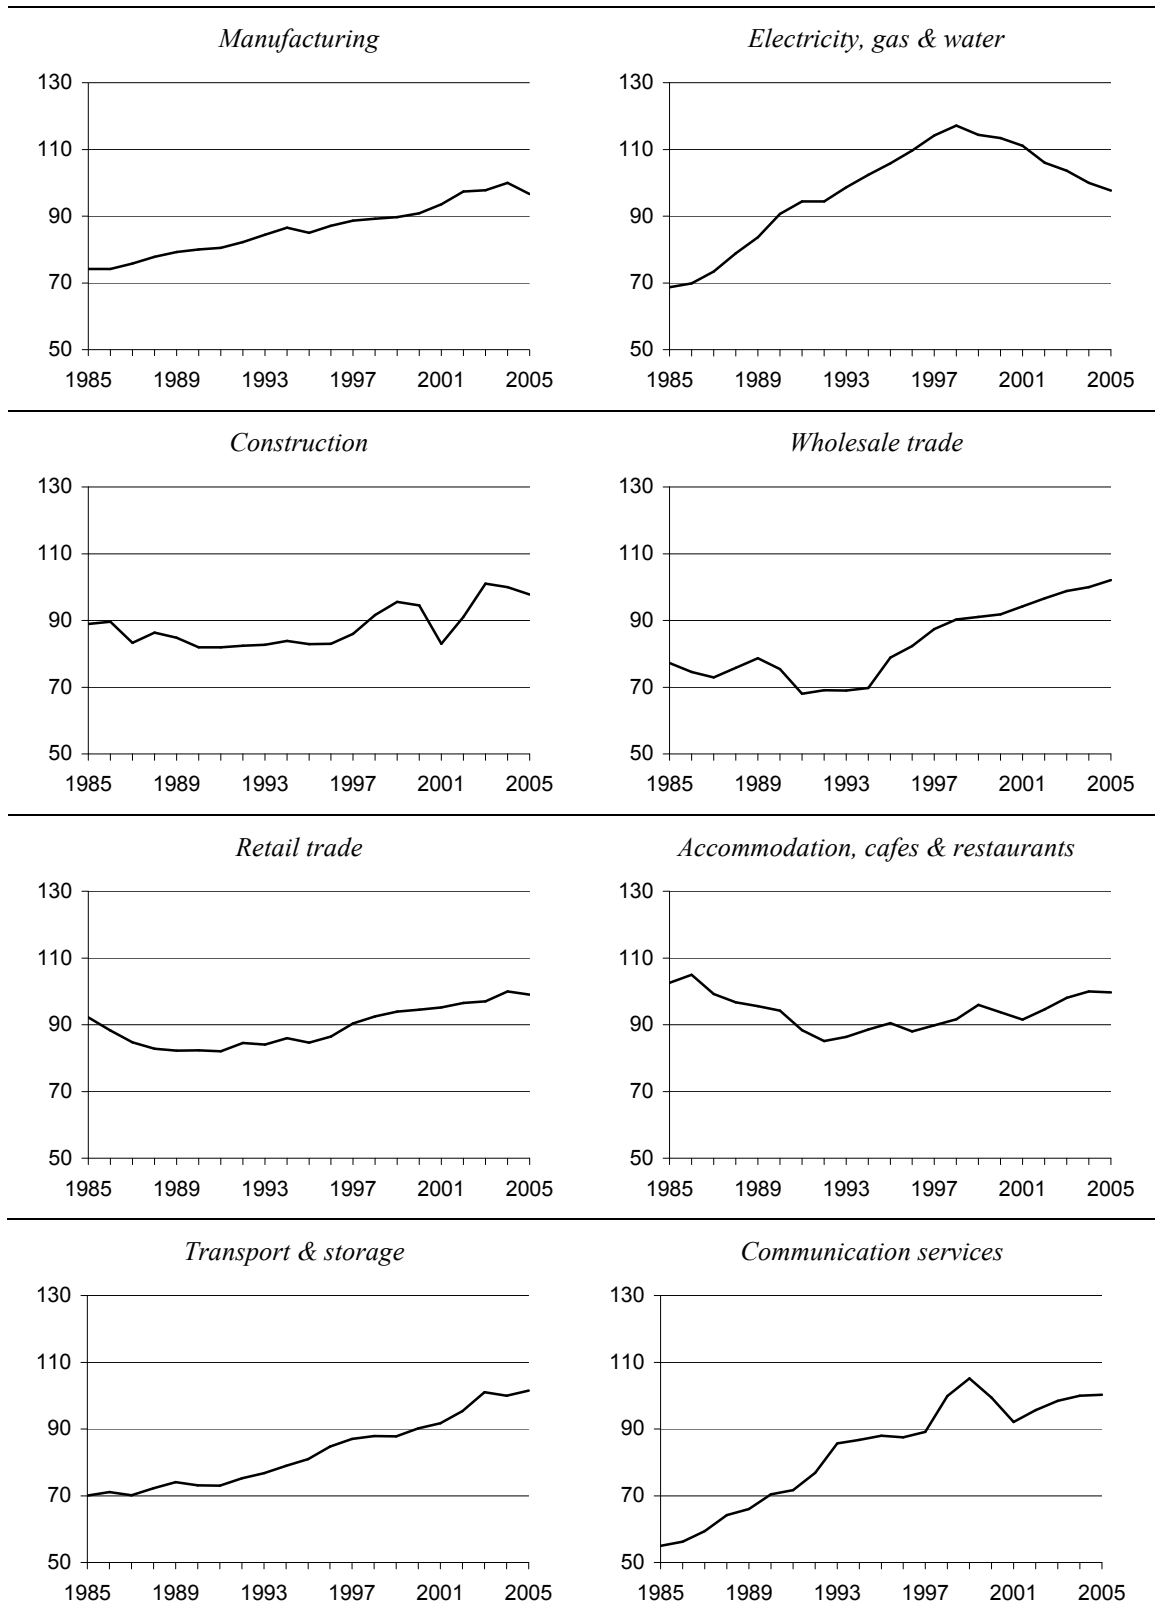 Manufacturing
130
110
90
70
50
1985 1989 1993 1997 2001 2005
Electricity, gas & water
130
110
90
70
50
1985 1989 1993 1997 2001 2005
Construction
130
110
90
70
50
1985 1989 1993 1997 2001 2005
Wholesale trade
130
110
90
70
50
1985 1989 1993 1997 2001 2005
Retail trade
130
110
90
70
50
1985 1989 1993 1997 2001 2005
Accommodation, cafes & restaurants
130
110
90
70
50
1985 1989 1993 1997 2001 2005
Transport & storage
130
110
90
70
50
1985 1989 1993 1997 2001 2005
Communication services
130
110
90
70
50
1985 1989 1993 1997 2001 2005